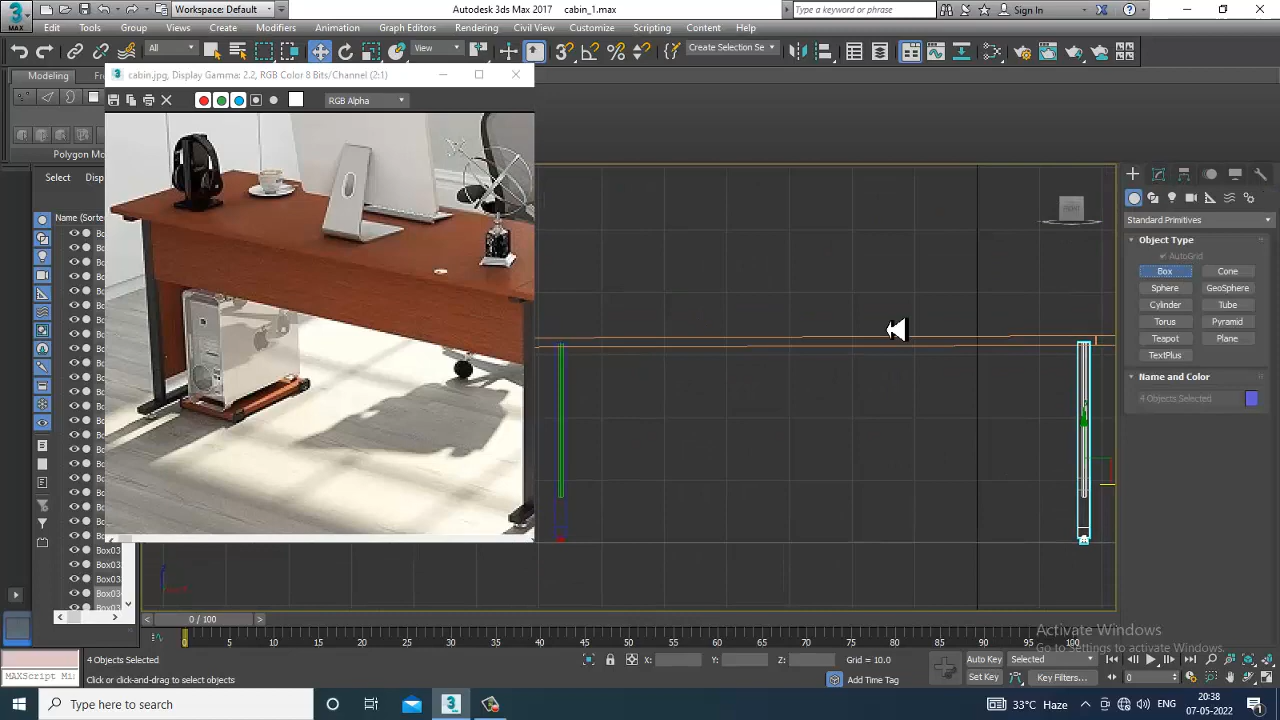 Workspace: Default
Autodesk 3ds Max 2017 cabin_1.max
Type a keyword or phrase
Sign In
MAX
Edit Tools Group Views Create Modifiers Animation Graph Editors Rendering Civil View Customize Scripting Content Help
All
View
Create Selection Se
Modeling
cabin.jpg, Display Gamma: 2.2, RGB Color 8 Bits/Channel (2:1)
RGB Alpha
Polygon Mo
Select
Name (Sorte
FRONT
Standard Primitives
Object Type
AutoGrid
Box Cone
Sphere GeoSphere
Cylinder Tube
Torus Pyramid
Teapot Plane
TextPlus
Name and Color
4 Objects Selected
Box03
Box03
Box03
Box03
Box03
0 / 100
0 5 10 15 20 25 30 35 40 45 50 55 60 65 70 75 80 85 90 95 100
Activate Windows
Go to Settings to activate Windows.
4 Objects Selected
X: Y: Z: Grid = 10.0
Auto Key Selected
MAXScript Mi:
Click or click-and-drag to select objects
Add Time Tag
Set Key Key Filters...
0
Type here to search
33°C Haze
ENG
20:38
07-05-2022